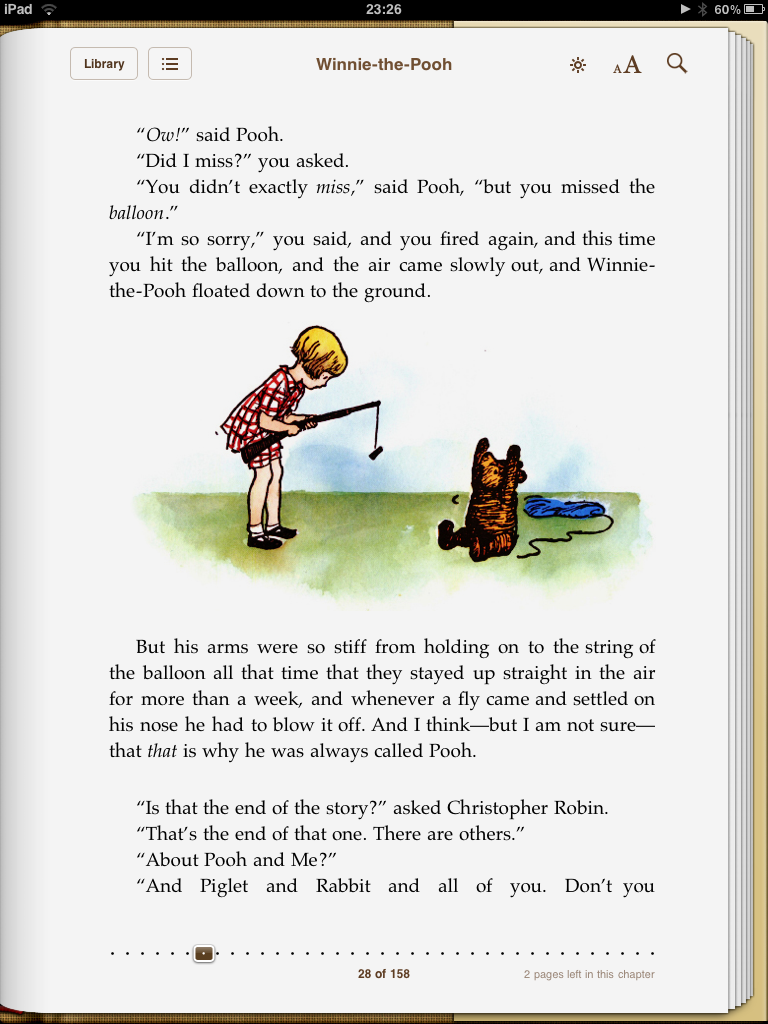 iPad 23:26 60%
Library Winnie-the-Pooh AA
“Ow!” said Pooh.
“Did I miss?” you asked.
“You didn’t exactly miss,” said Pooh, “but you missed the
balloon.”
“I’m so sorry,” you said, and you fired again, and this time
you hit the balloon, and the air came slowly out, and Winnie-
the-Pooh floated down to the ground.
But his arms were so stiff from holding on to the string of
the balloon all that time that they stayed up straight in the air
for more than a week, and whenever a fly came and settled on
his nose he had to blow it off. And I think—but I am not sure—
that that is why he was always called Pooh.
“Is that the end of the story?” asked Christopher Robin.
“That’s the end of that one. There are others.”
“About Pooh and Me?”
“And Piglet and Rabbit and all of you. Don’t you
28 of 158 2 pages left in this chapter